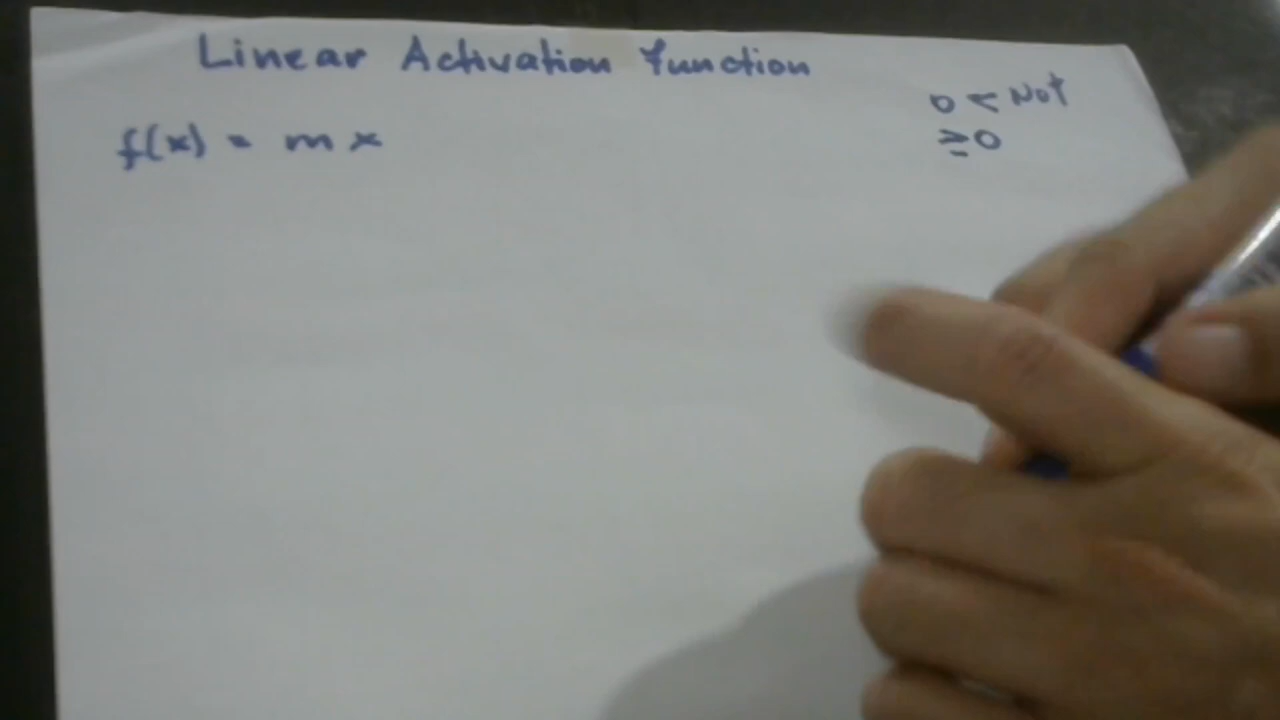 Linear Activation Function
0 < Not
f(x) = mx
≥0